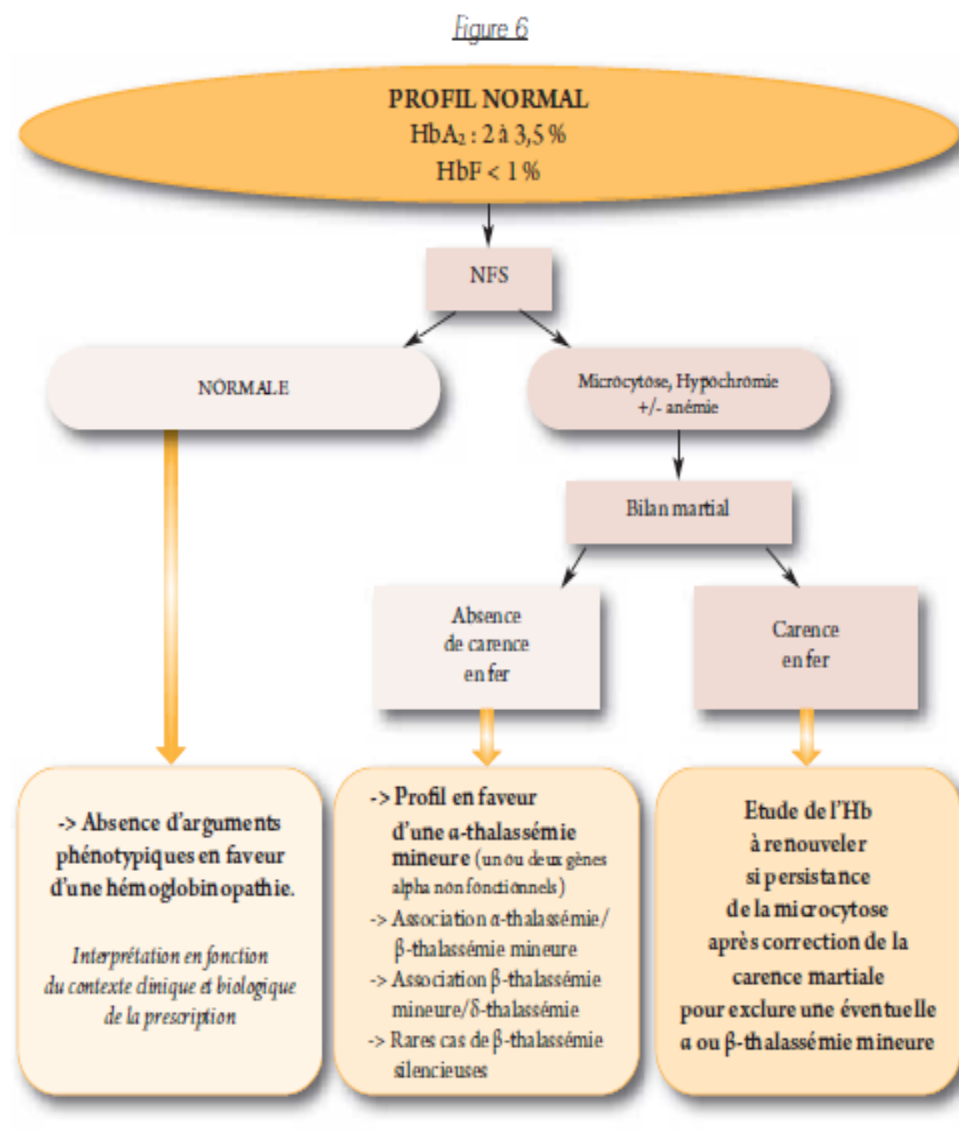 Figure 6
PROFIL NORMAL
HbA₂ : 2 à 3,5 %
HbF < 1 %
NFS
NORMALE
Microcytose, Hypochromie
+/- anémie
Bilan martial
Absence
de carence
en fer
Carence
en fer
-> Absence d'arguments
phénotypiques en faveur
d'une hémoglobinopathie.
Interprétation en fonction
du contexte clinique et biologique
de la prescription
-> Profil en faveur
d'une α-thalassémie
mineure (un ou deux gènes
alpha non fonctionnels)
-> Association α-thalassémie/
β-thalassémie mineure
-> Association β-thalassémie
mineure/δ-thalassémie
-> Rares cas de β-thalassémie
silencieuses
Etude de l'Hb
à renouveler
si persistance
de la microcytose
après correction de la
carence martiale
pour exclure une éventuelle
α ou β-thalassémie mineure